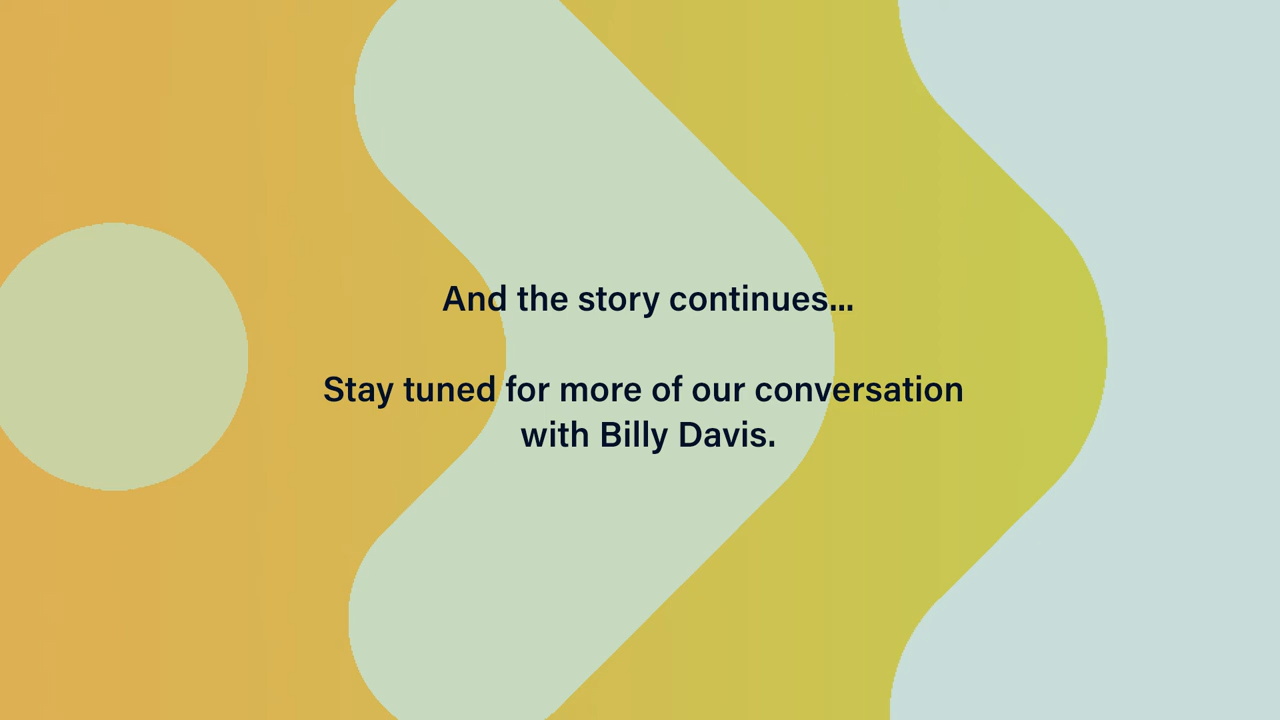 And the story continues...
Stay tuned for more of our conversation
with Billy Davis.